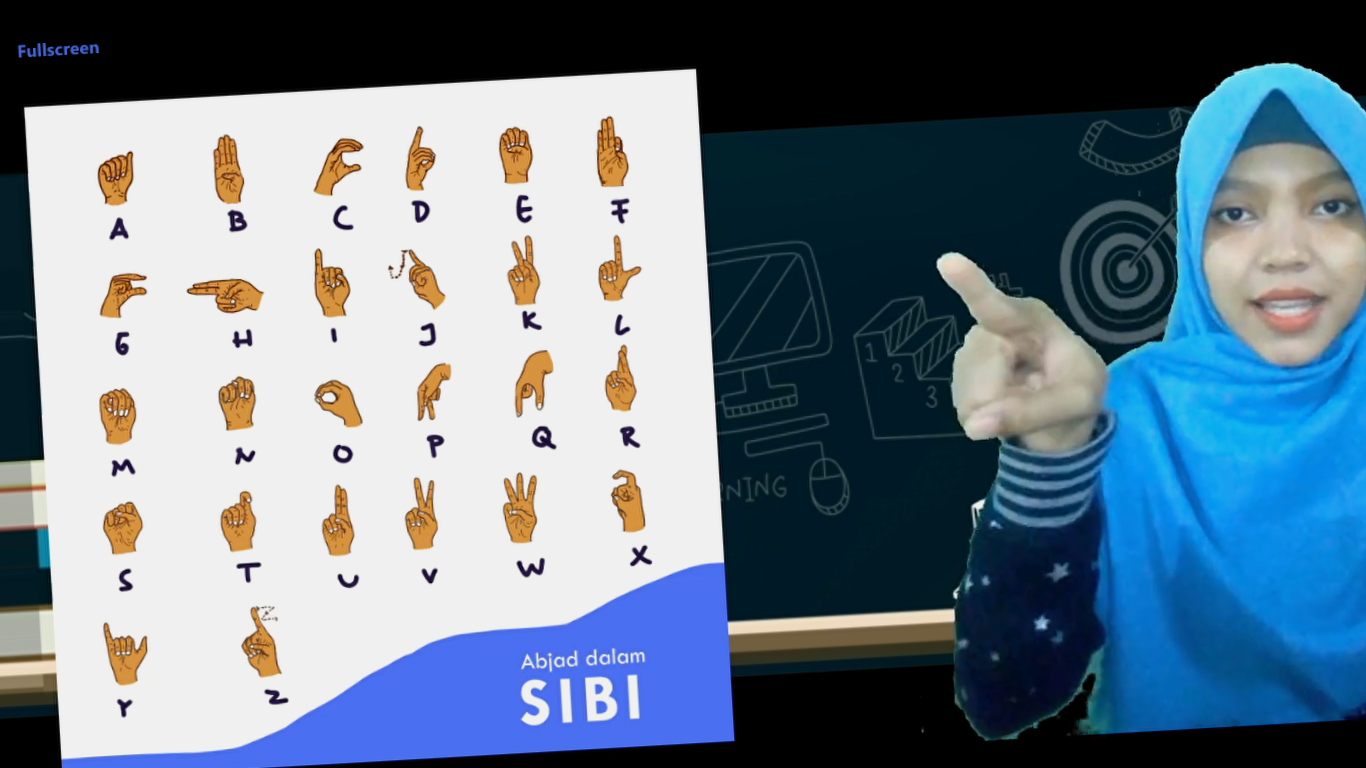 Fullscreen
A B C D E F
G H I J K L
M N O P Q R
S T U V W X
Y Z
Abjad dalam
SIBI
1
2
3
NING